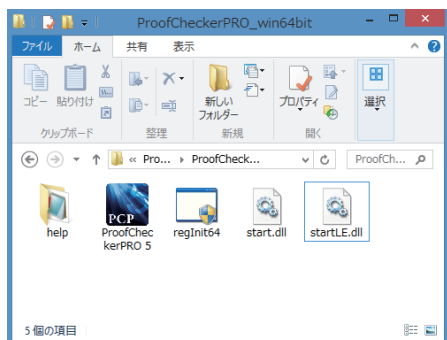 ProofCheckerPRO_win64bit
ファイル ホーム 共有 表示
コピー 貼り付け
クリップボード
整理
新しい
フォルダー
新規
プロパティ
開く
選択
« Pro... ProofCheck...
ProofCh...
help
PCP
ProofChec
kerPRO 5
regInit64
start.dll
startLE.dll
5 個の項目